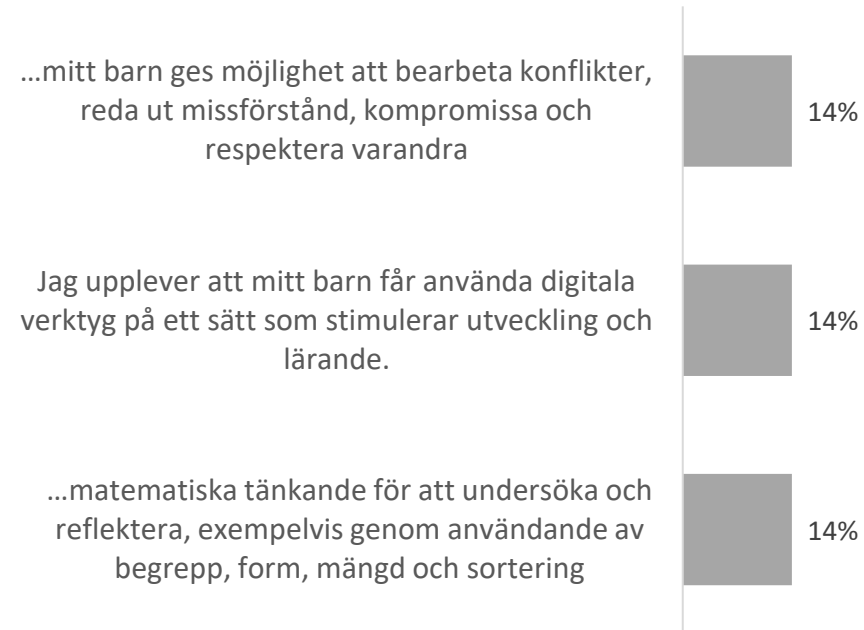 ...mitt barn ges möjlighet att bearbeta konflikter,
reda ut missförstånd, kompromissa och
respektera varandra
14%
Jag upplever att mitt barn får använda digitala
verktyg på ett sätt som stimulerar utveckling och
lärande.
14%
...matematiska tänkande för att undersöka och
reflektera, exempelvis genom användande av
begrepp, form, mängd och sortering
14%